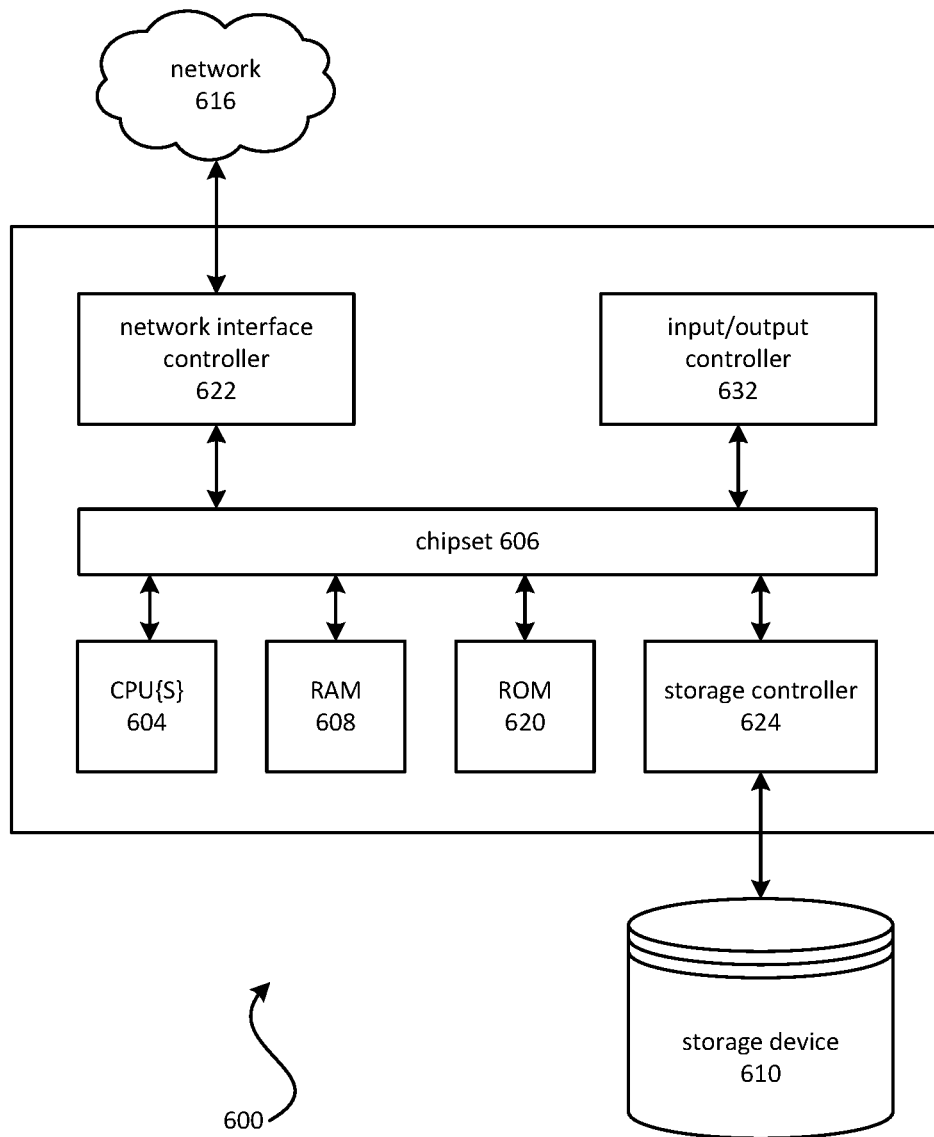 network
616
network interface
controller
622
input/output
controller
632
chipset 606
CPU{S}
604
RAM
608
ROM
620
storage controller
624
storage device
610
600